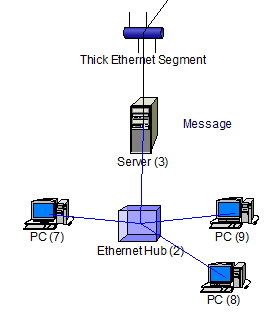 Thick Ethernet Segment
Message
Server (3)
PC (7)
PC (9)
Ethernet Hub (2)
PC (8)